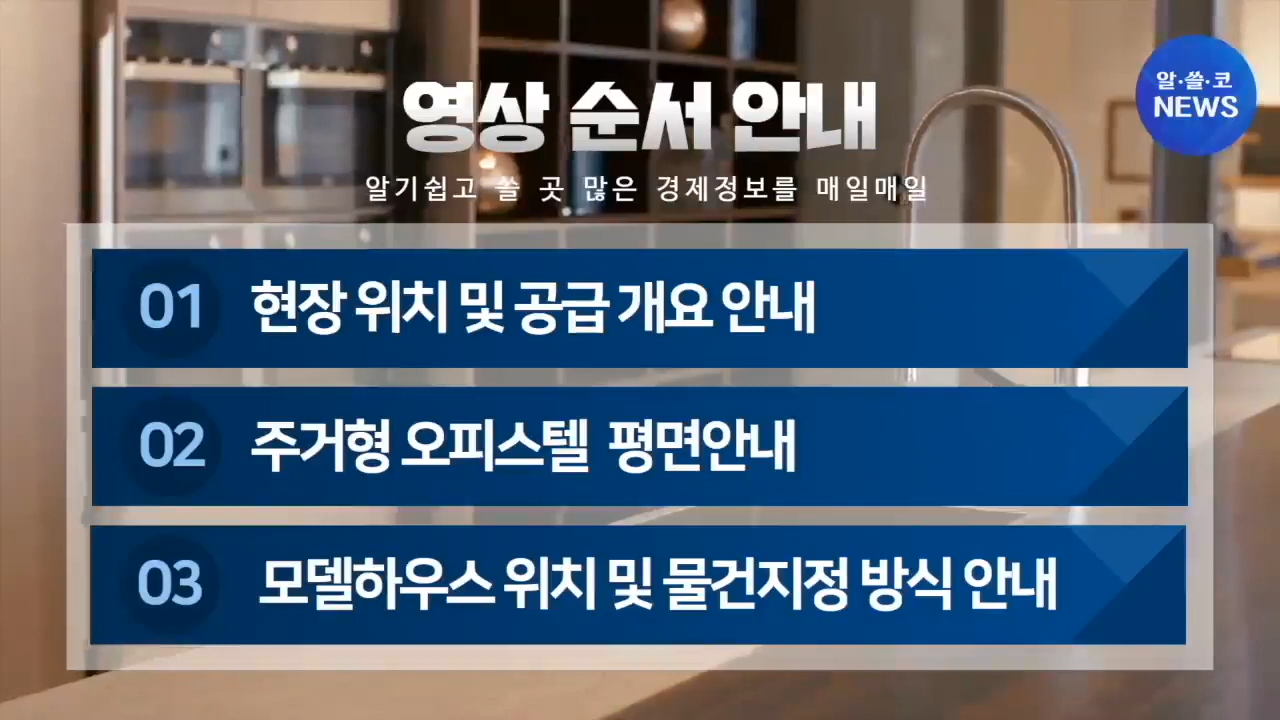 영상 순서 안내
알기쉽고 쓸 곳 많은 경제정보를 매일매일
알·쓸·코
NEWS
01 현장 위치 및 공급 개요 안내
02 주거형 오피스텔 평면안내
03 모델하우스 위치 및 물건지정 방식 안내